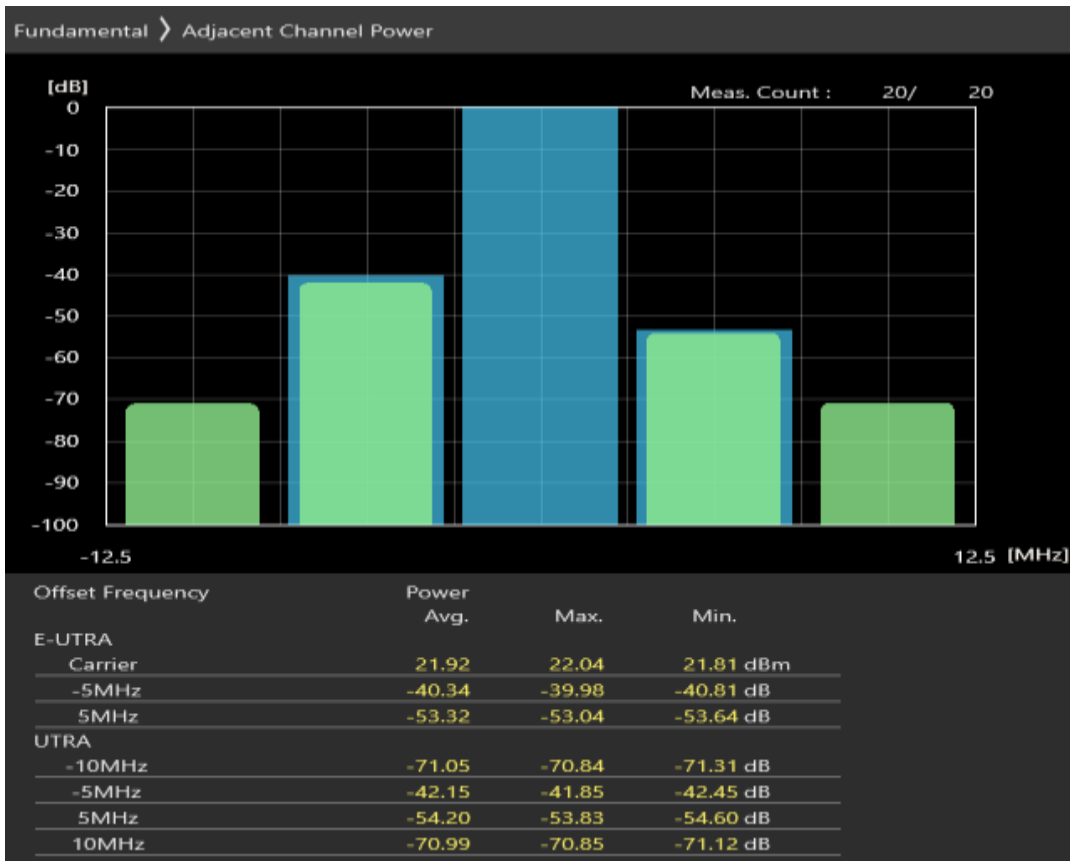 Fundamental ❯ Adjacent Channel Power
[dB]
Meas. Count : 20/ 20
0
-10
-20
-30
-40
-50
-60
-70
-80
-90
-100
-12.5 12.5 [MHz]
Offset Frequency Power
Avg. Max. Min.
E-UTRA
Carrier 21.92 22.04 21.81 dBm
-5MHz -40.34 -39.98 -40.81 dB
5MHz -53.32 -53.04 -53.64 dB
UTRA
-10MHz -71.05 -70.84 -71.31 dB
-5MHz -42.15 -41.85 -42.45 dB
5MHz -54.20 -53.83 -54.60 dB
10MHz -70.99 -70.85 -71.12 dB